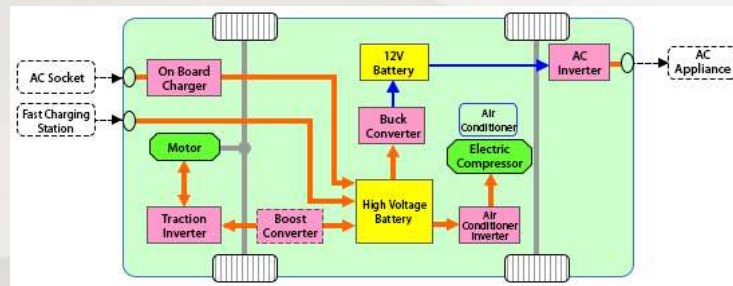 AC Socket
Fast Charging
Station
On Board
Charger
Motor
Traction
Inverter
Boost
Converter
12V
Battery
Buck
Converter
High Voltage
Battery
Air
Conditioner
Electric
Compressor
Air
Conditioner
Inverter
AC
Inverter
AC
Appliance